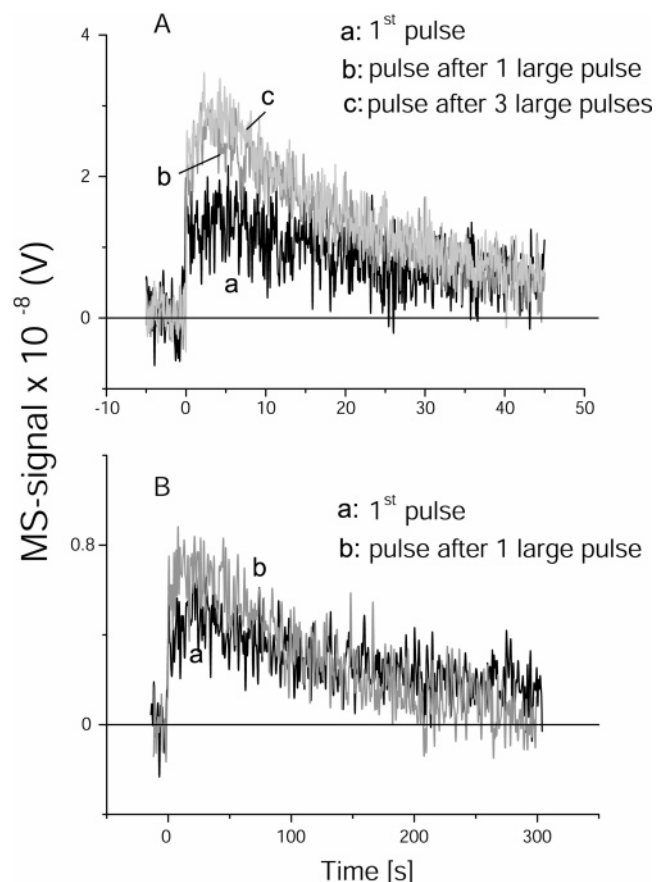 A
a: 1st pulse
b: pulse after 1 large pulse
c: pulse after 3 large pulses
4
2
0
c
b
a
-10 0 10 20 30 40 50
MS-signal x 10 -8 (V)
B
a: 1st pulse
b: pulse after 1 large pulse
0.8
0
b
a
0 100 200 300
Time [s]